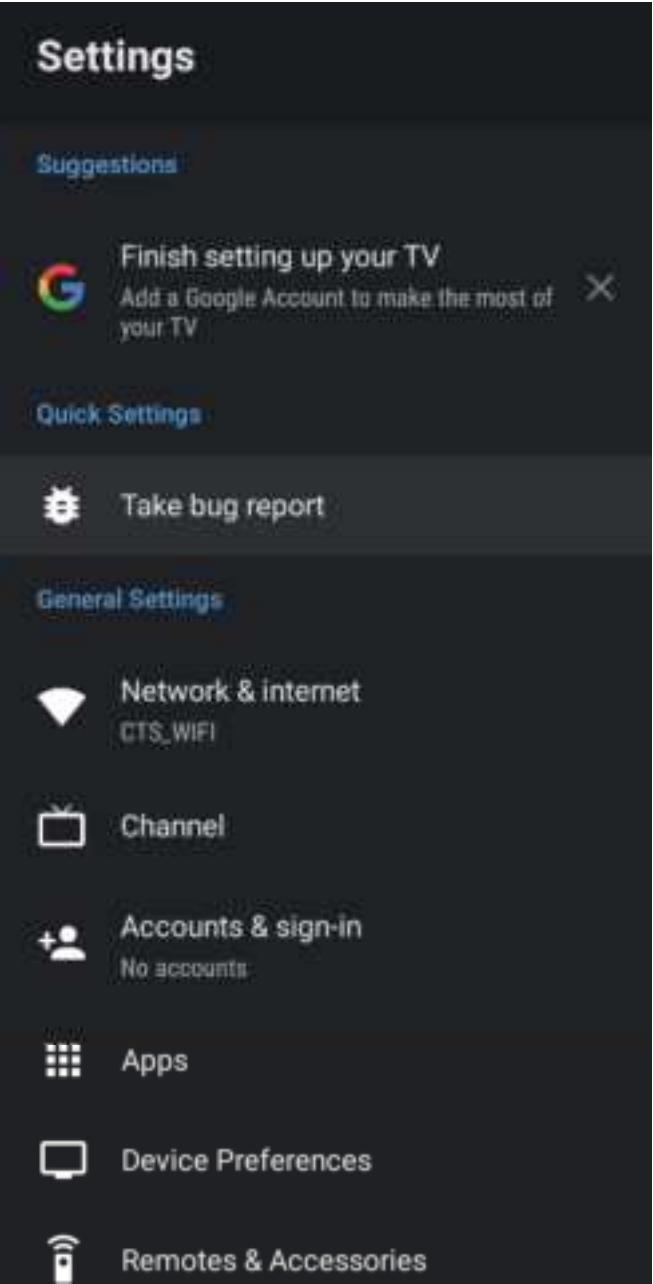 Settings
Suggestions
Finish setting up your TV
Add a Google Account to make the most of
your TV
Quick Settings
Take bug report
General Settings
Network & internet
CTS_WIFI
Channel
Accounts & sign-in
No accounts
Apps
Device Preferences
Remotes & Accessories